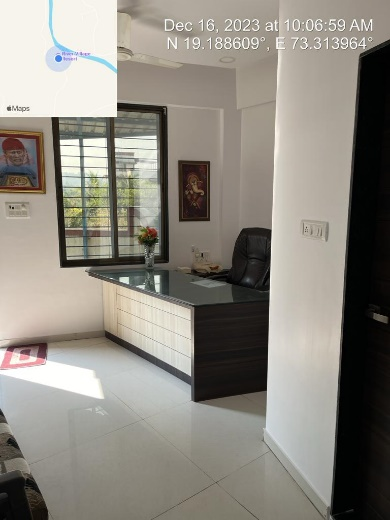 Dec 16, 2023 at 10:06:59 AM
N 19.188609°, E 73.313964°
Maps